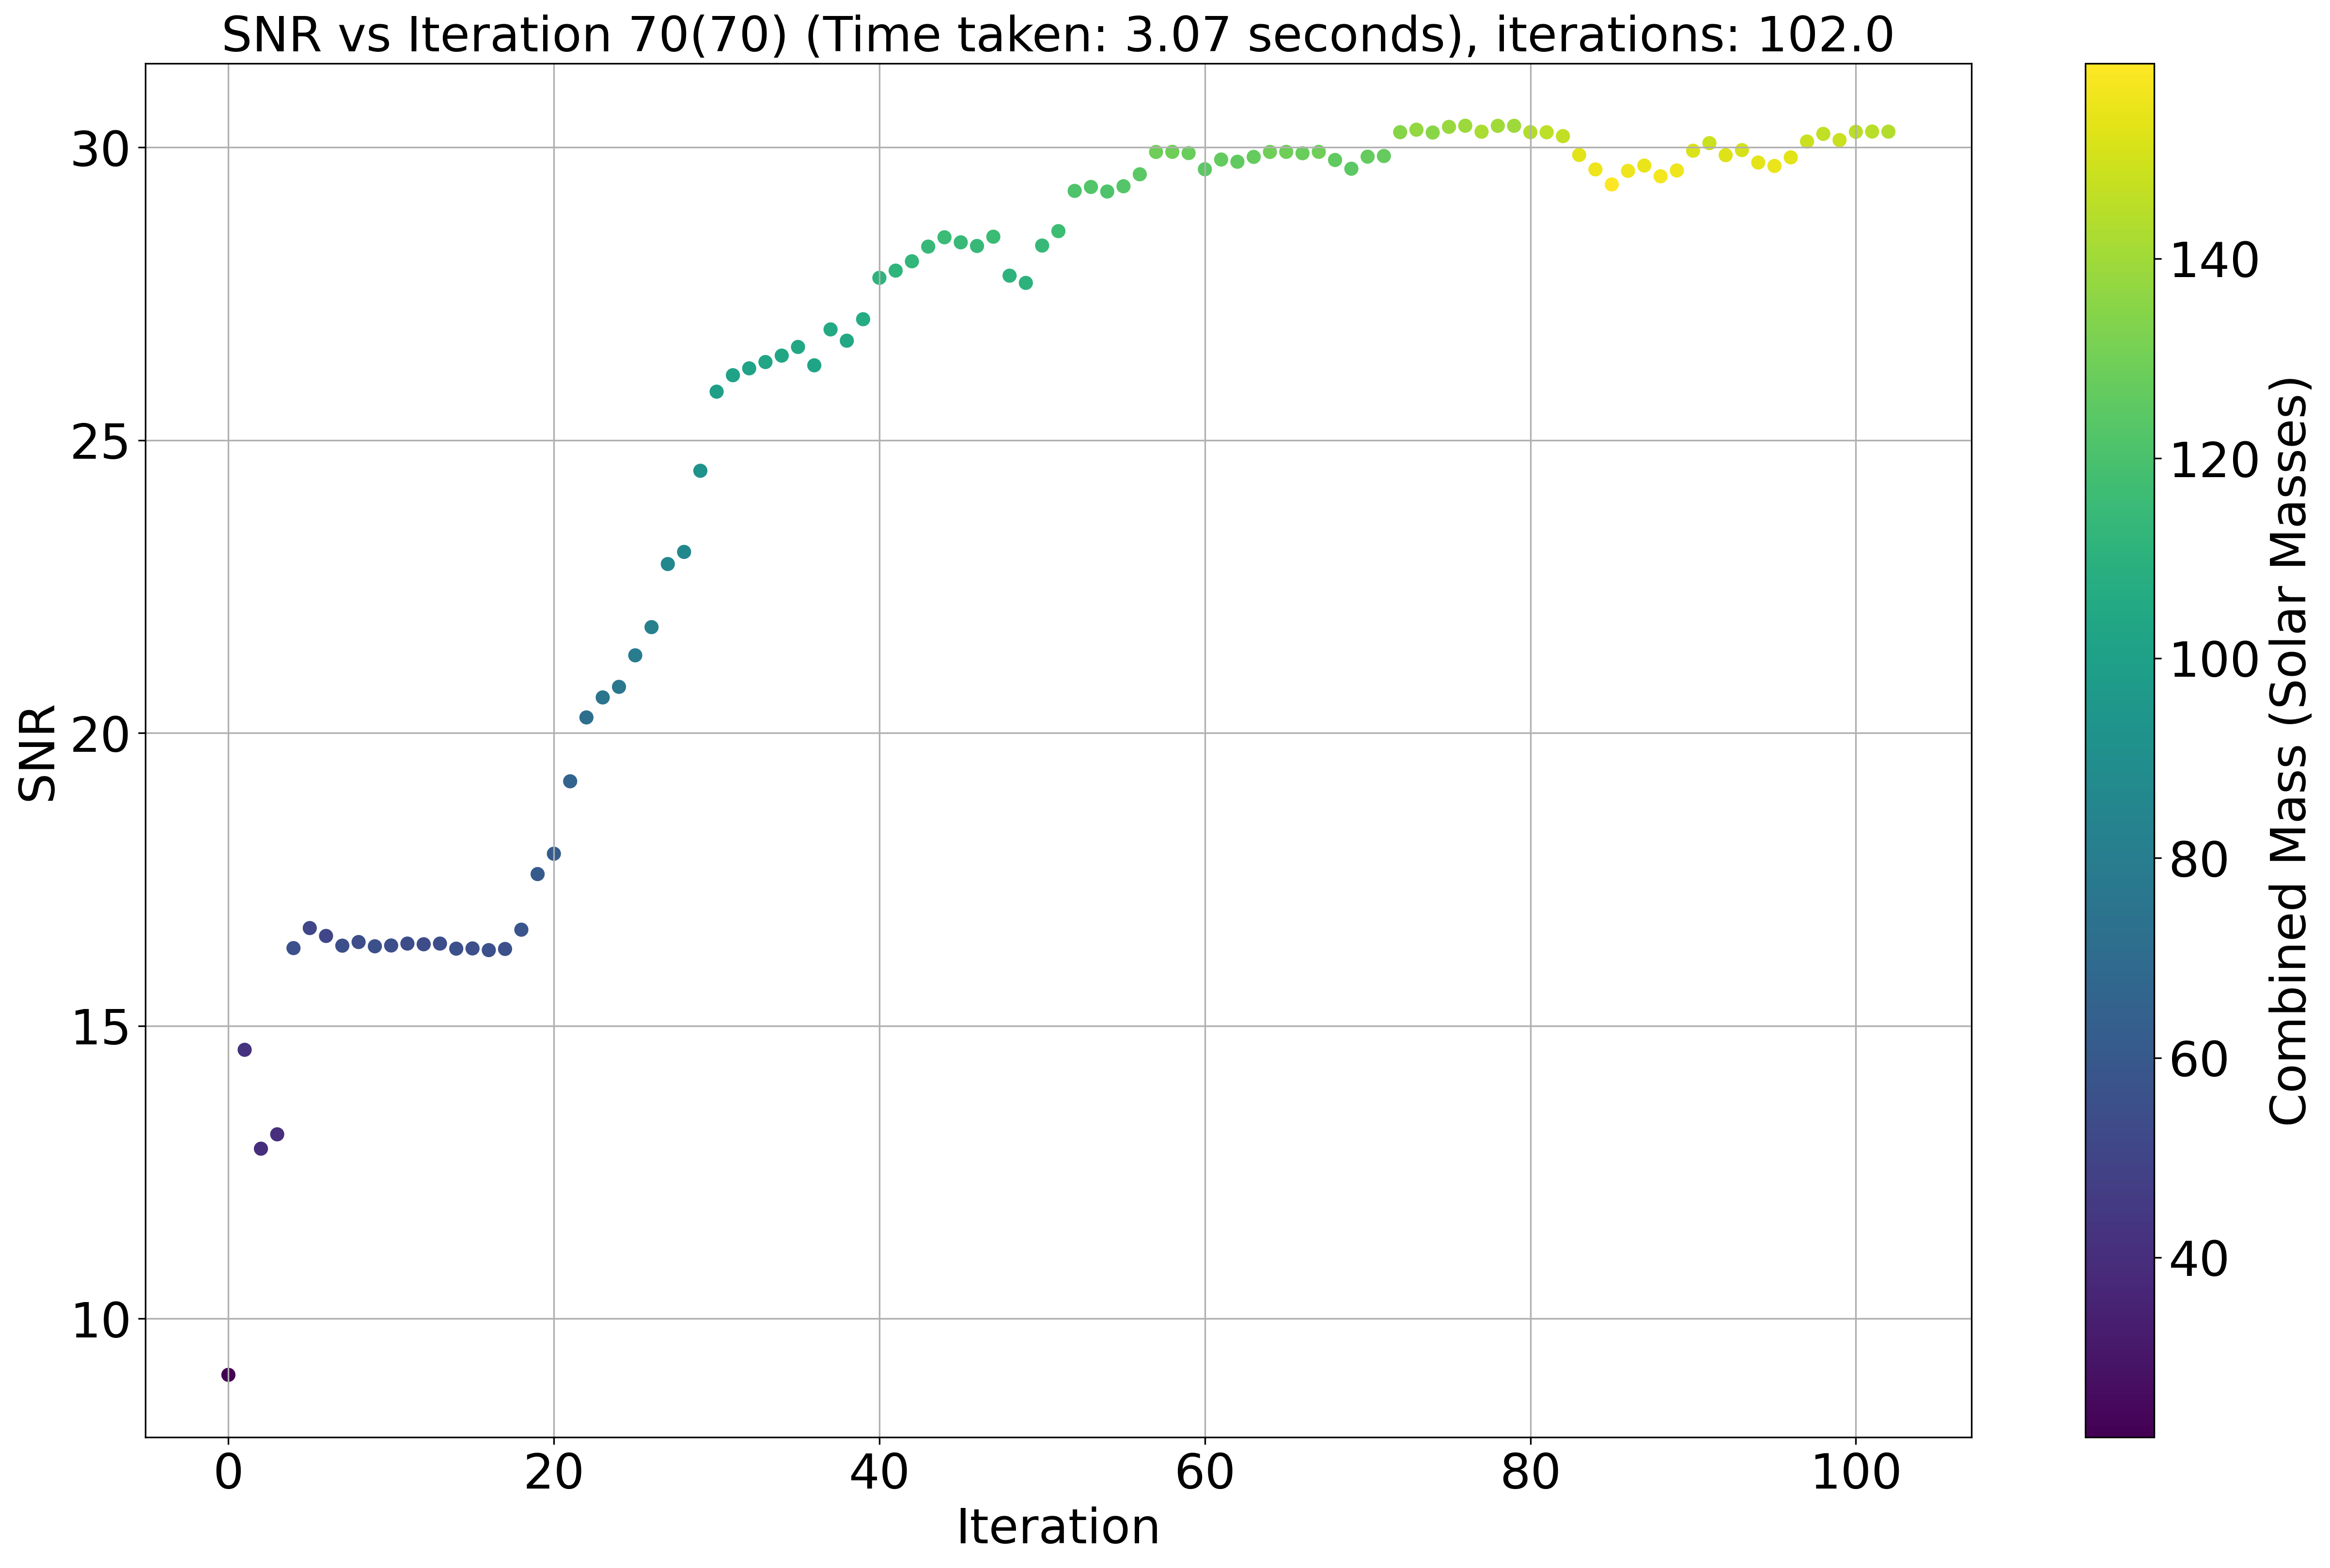 SNR vs Iteration 70(70) (Time taken: 3.07 seconds), iterations: 102.0
SNR
30
25
20
15
10
0 20 40 60 80 100
Iteration
140
120
100
80
60
40
Combined Mass (Solar Masses)